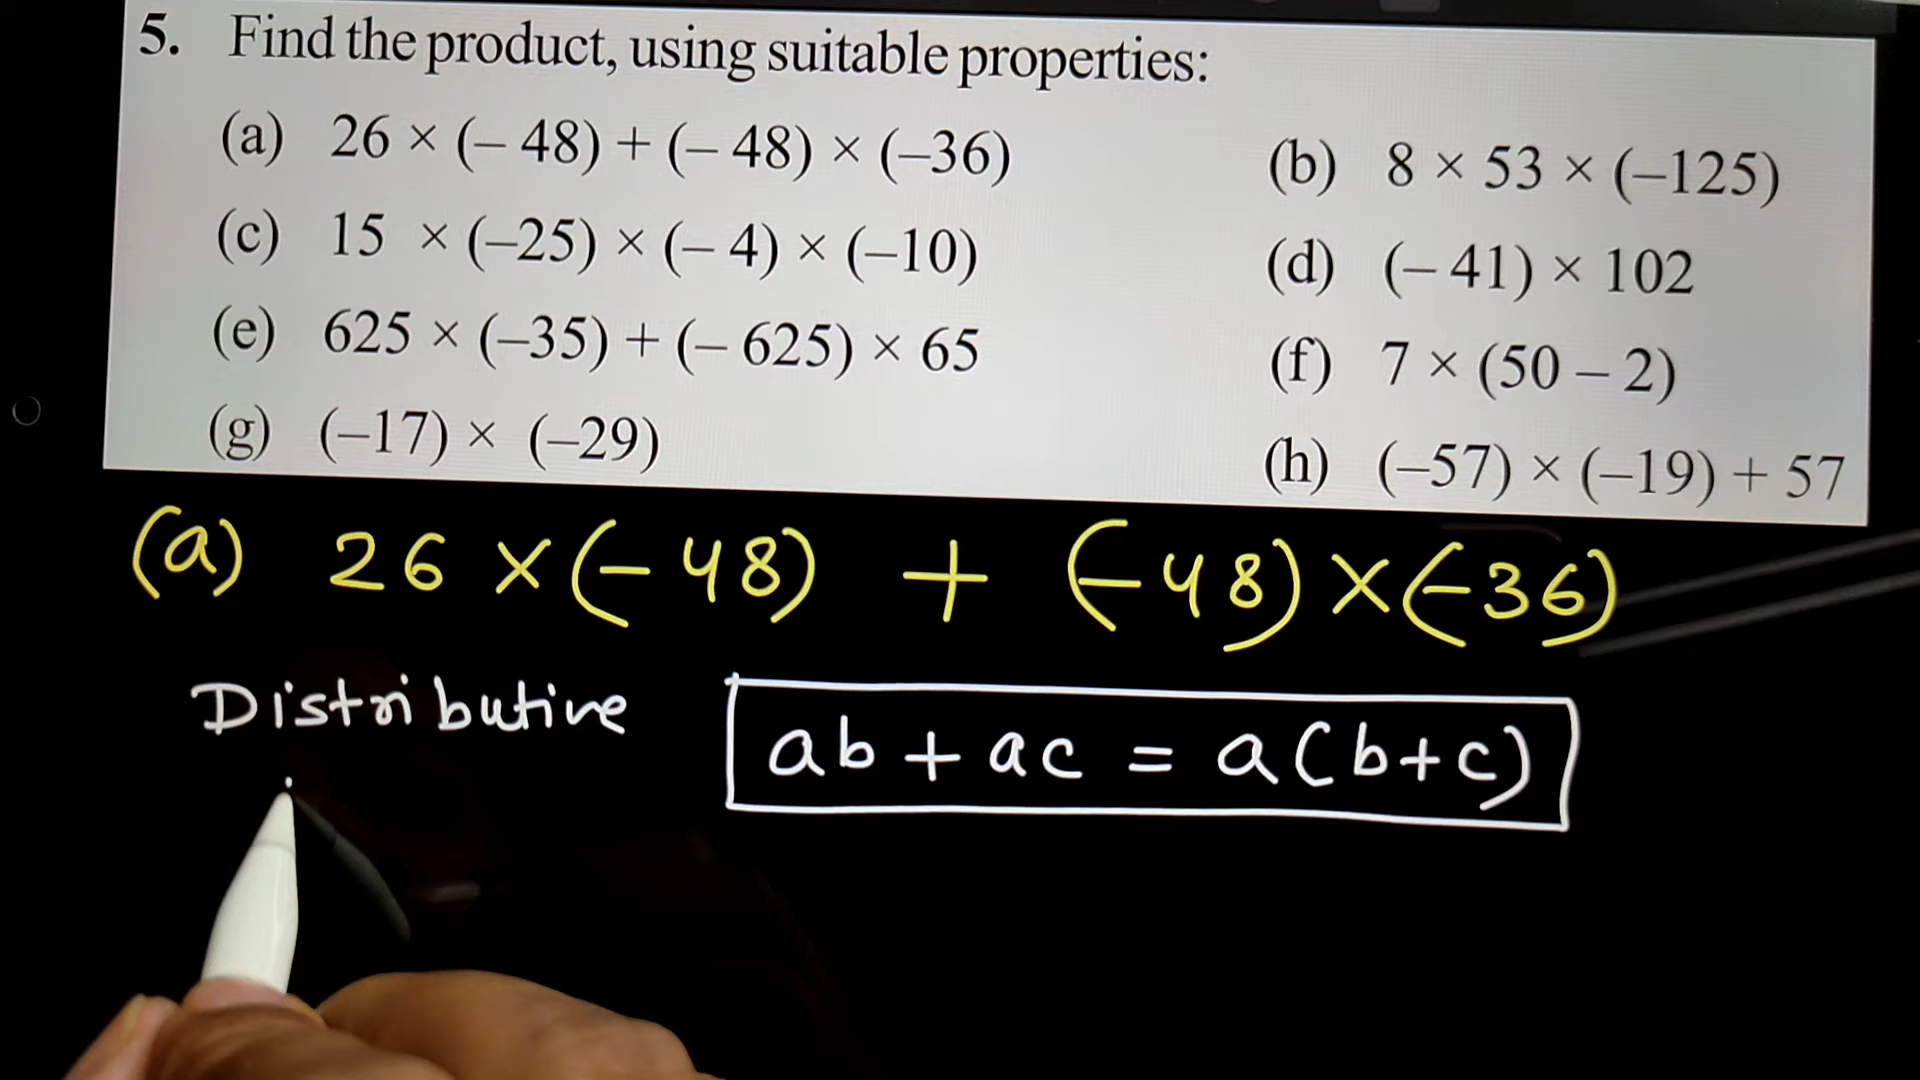 5. Find the product, using suitable properties:
(a) 26 × (– 48) + (– 48) × (–36) (b) 8 × 53 × (–125)
(c) 15 × (–25) × (– 4) × (–10) (d) (– 41) × 102
(e) 625 × (–35) + (– 625) × 65 (f) 7 × (50 – 2)
(g) (–17) × (–29) (h) (–57) × (–19) + 57
(a) 26 × (– 48) + (–48) × (–36)
Distributive ab + ac = a(b+c)